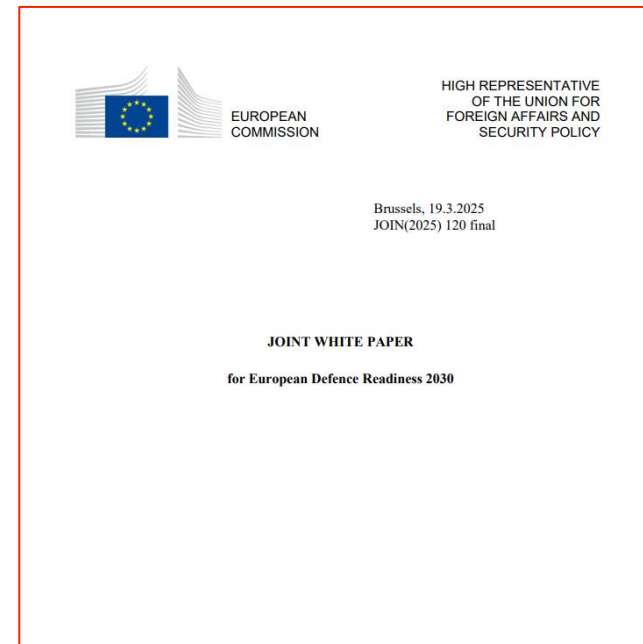 EUROPEAN
COMMISSION
HIGH REPRESENTATIVE
OF THE UNION FOR
FOREIGN AFFAIRS AND
SECURITY POLICY
Brussels, 19.3.2025
JOIN(2025) 120 final
JOINT WHITE PAPER
for European Defence Readiness 2030